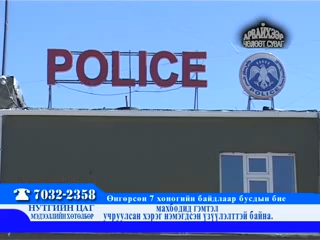 АРВАЙХЭЭР
ЧӨЛӨӨТ СУВАГ
POLICE
POLICE
☎ 7032-2358
НУТГИЙН ЦАГ
МЭДЭЭЛЛИЙН ХӨТӨЛБӨР
Өнгөрсөн 7 хоногийн байдлаар бусдын бие
махбодид гэмтэл
учруулсан хэрэг нэмэгдсэн үзүүлэлттэй байна.